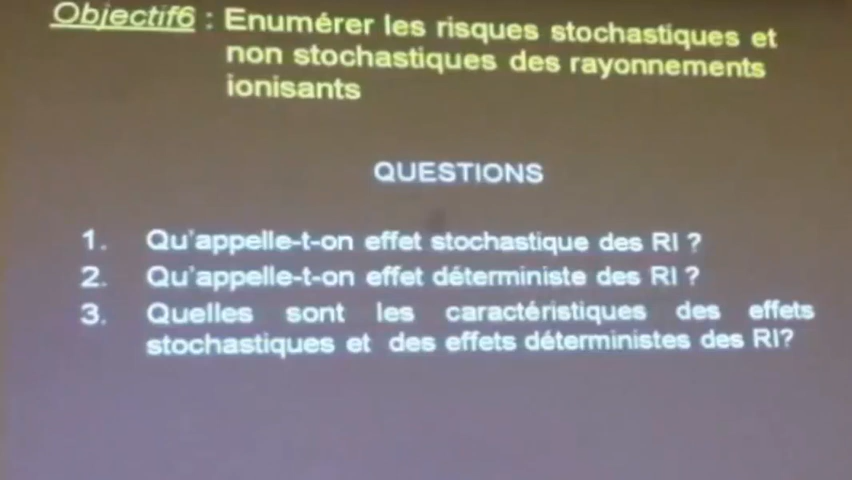 Objectif6 : Enumérer les risques stochastiques et
non stochastiques des rayonnements
ionisants
QUESTIONS
1. Qu'appelle-t-on effet stochastique des RI ?
2. Qu'appelle-t-on effet déterministe des RI ?
3. Quelles sont les caractéristiques des effets
stochastiques et des effets déterministes des RI?